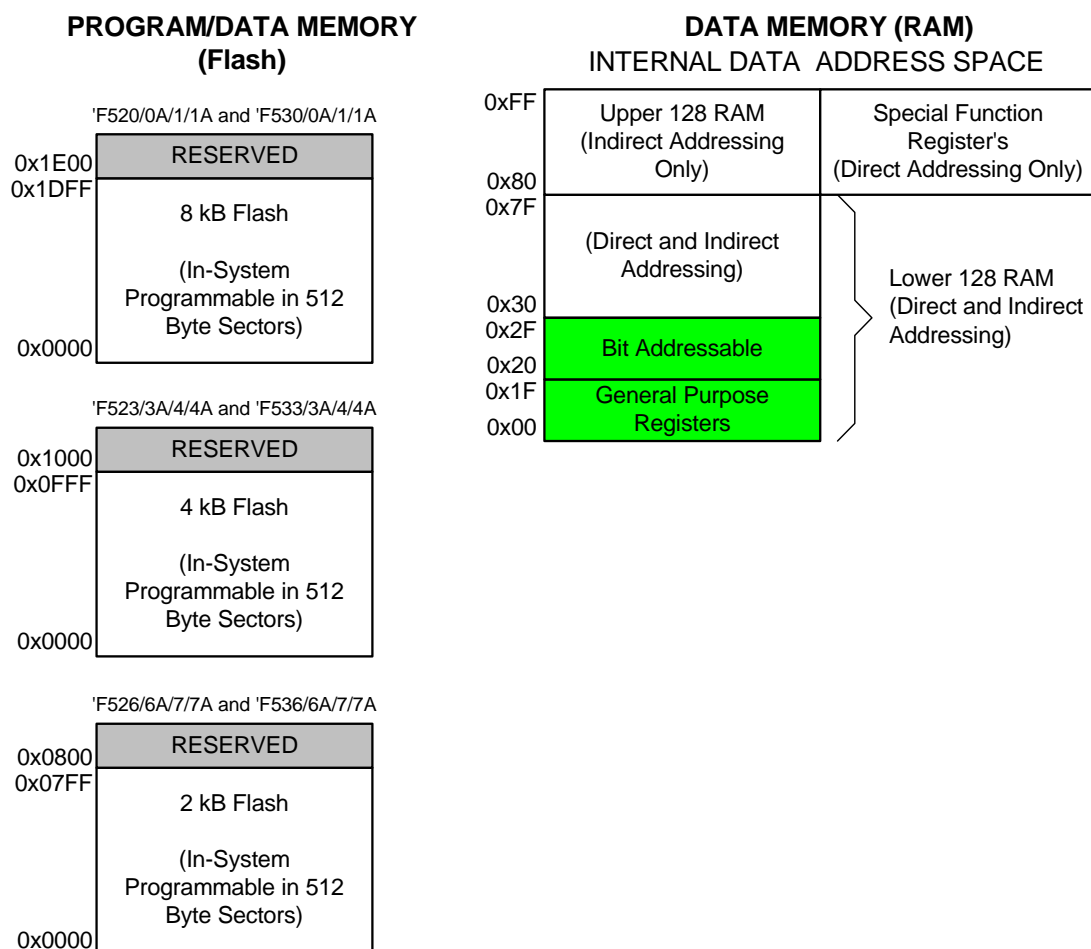 PROGRAM/DATA MEMORY
(Flash)
'F520/0A/1/1A and 'F530/0A/1/1A
RESERVED
0x1E00
0x1DFF
8 kB Flash
(In-System
Programmable in 512
Byte Sectors)
0x0000
'F523/3A/4/4A and 'F533/3A/4/4A
RESERVED
0x1000
0x0FFF
4 kB Flash
(In-System
Programmable in 512
Byte Sectors)
0x0000
'F526/6A/7/7A and 'F536/6A/7/7A
RESERVED
0x0800
0x07FF
2 kB Flash
(In-System
Programmable in 512
Byte Sectors)
0x0000
DATA MEMORY (RAM)
INTERNAL DATA ADDRESS SPACE
0xFF
Upper 128 RAM
(Indirect Addressing
Only)
0x80
Special Function
Register's
(Direct Addressing Only)
0x7F
(Direct and Indirect
Addressing)
0x30
0x2F
Bit Addressable
0x20
0x1F
General Purpose
Registers
0x00
Lower 128 RAM
(Direct and Indirect
Addressing)